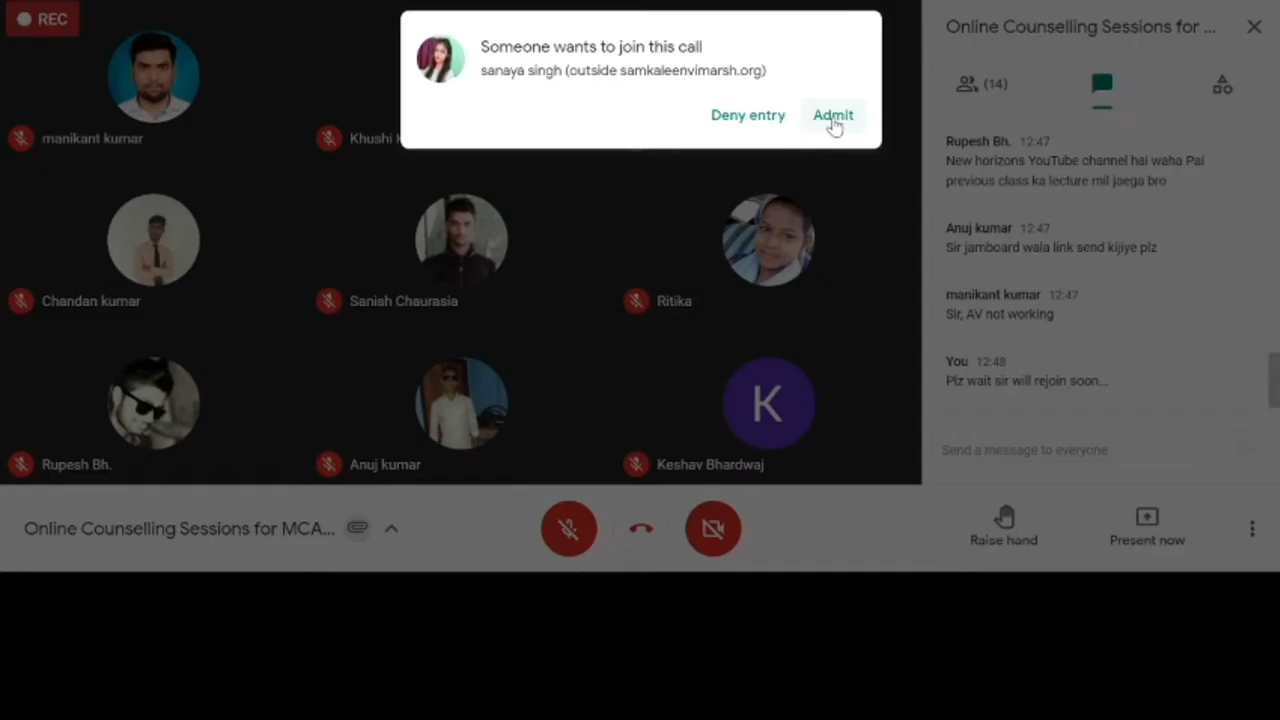 REC
Someone wants to join this call
sanaya singh (outside samkaleenvimarsh.org)
Deny entry
Admit
manikant kumar
Khushi
Chandan kumar
Sanish Chaurasia
Ritika
Rupesh Bh.
Anuj kumar
K
Keshav Bhardwaj
Online Counselling Sessions for ...
(14)
Rupesh Bh. 12:47
New horizons YouTube channel hai waha Pai
previous class ka lecture mil jaega bro
Anuj kumar 12:47
Sir jamboard wala link send kijiye plz
manikant kumar 12:47
Sir, AV not working
You 12:48
Plz wait sir will rejoin soon...
Send a message to everyone
Online Counselling Sessions for MCA...
Raise hand
Present now